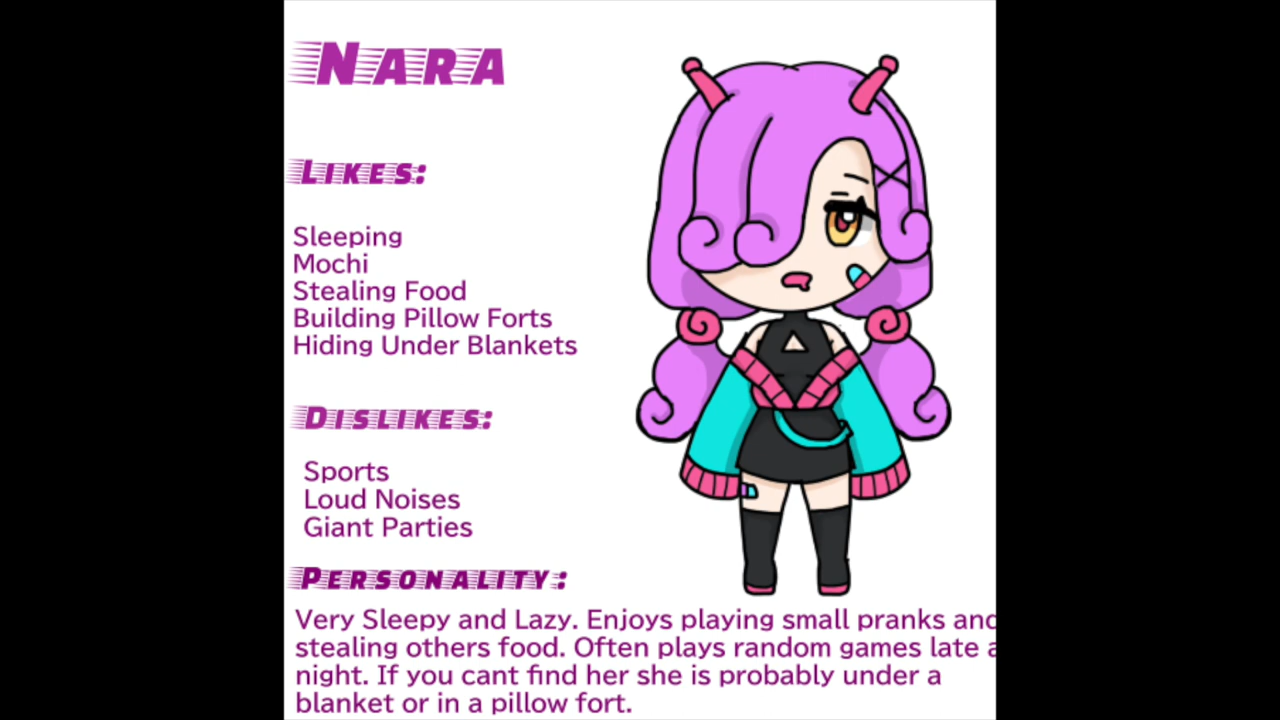 Nara
Likes:
Sleeping
Mochi
Stealing Food
Building Pillow Forts
Hiding Under Blankets
Dislikes:
Sports
Loud Noises
Giant Parties
Personality:
Very Sleepy and Lazy. Enjoys playing small pranks and
stealing others food. Often plays random games late a
night. If you cant find her she is probably under a
blanket or in a pillow fort.